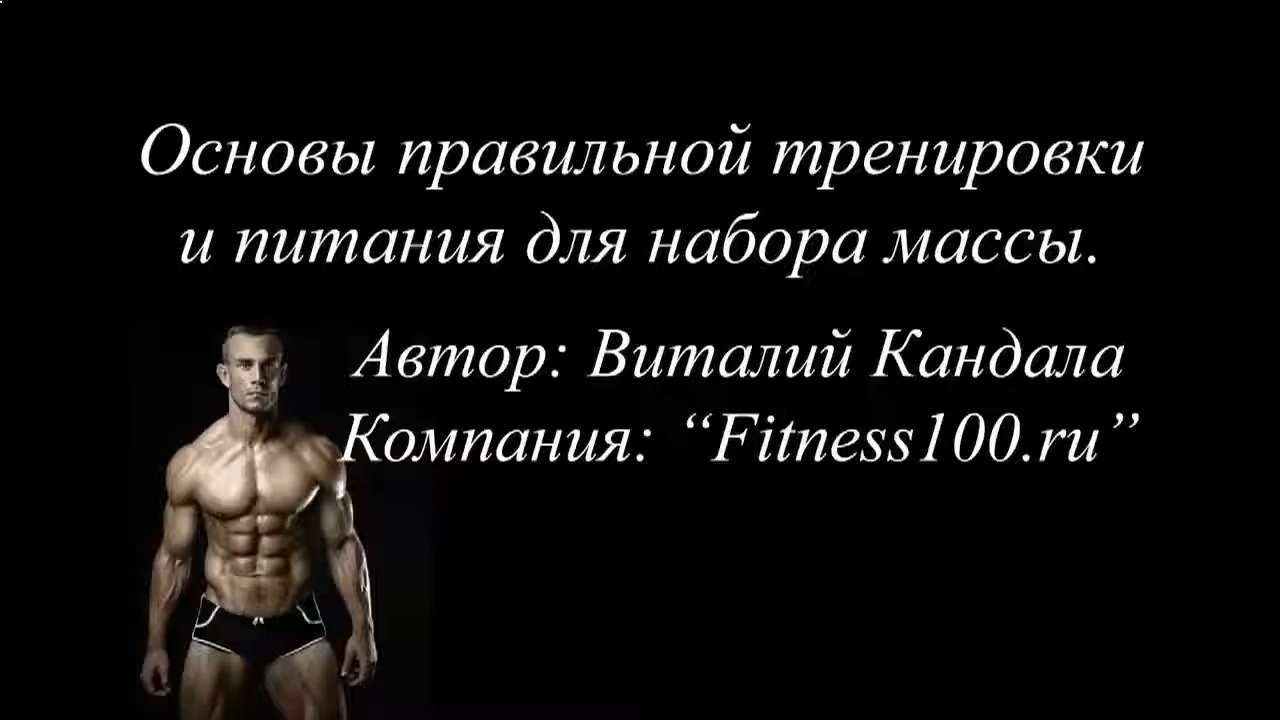 Основы правильной тренировки
и питания для набора массы.
Автор: Виталий Кандала
Компания: “Fitness100.ru”